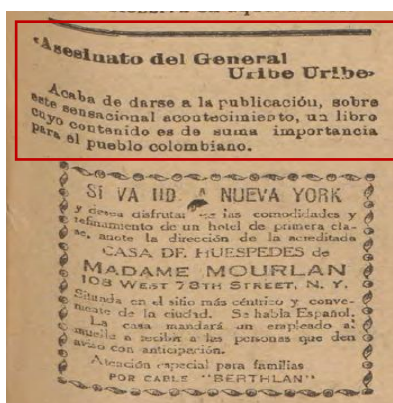 «Asesinato del General
Uribe Uribe»
Acaba de darse a la publicación, sobre
este sensacional acontecimiento, un libro
cuyo contenido es de suma importancia
para el pueblo colombiano.
SI VA UD. A NUEVA YORK
y desea disfrutar de las comodidades y
refinamiento de un hotel de primera cla-
se, anote la dirección de la acreditada
CASA DE HUESPEDES de
MADAME MOURLAN
108 WEST 78TH STREET, N. Y.
Situada en el sitio más céntrico y conve-
niente de la ciudad. Se habla Español.
La casa mandará un empleado al
muelle a recibir a las personas que den
aviso con anticipación.
Atención especial para familias
POR CABLE "BERTHLAN"